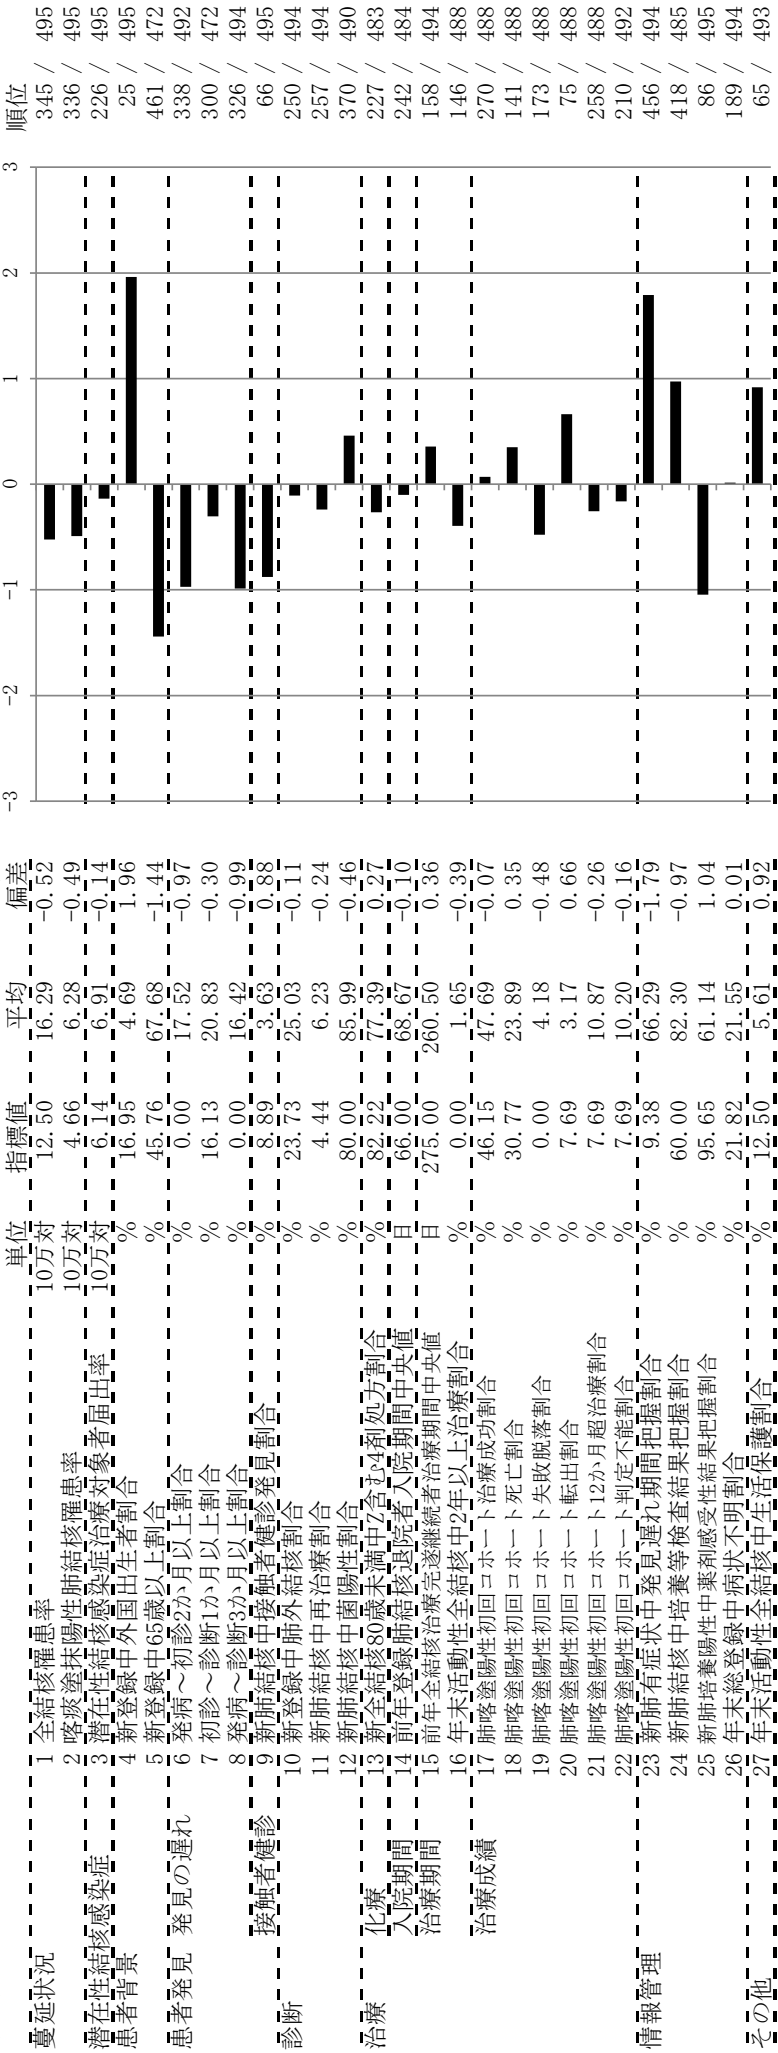 単位 指標値 平均 偏差 -3 -2 -1 0 1 2 3 順位
蔓延状況 1 全結核罹患率 10万対 12.50 16.29 -0.52 345 / 495
2 喀痰塗抹陽性肺結核罹患率 10万対 4.66 6.28 -0.49 336 / 495
潜在性結核感染症 3 潜在性結核感染症治療対象者届出率 10万対 6.14 6.91 -0.14 226 / 495
患者背景 4 新登録中外国出生者割合 % 16.95 4.69 1.96 25 / 495
5 新登録中65歳以上割合 % 45.76 67.68 -1.44 461 / 472
患者発見 発見の遅れ 6 発病~初診2か月以上割合 % 0.00 17.52 -0.97 338 / 492
7 初診~診断1か月以上割合 % 16.13 20.83 -0.30 300 / 472
8 発病~診断3か月以上割合 % 0.00 16.42 -0.99 326 / 494
接触者健診 9 新肺結核中接触者健診発見割合 % 8.89 3.63 0.88 66 / 495
診断 10 新登録中肺外結核割合 % 23.73 25.03 -0.11 250 / 494
11 新肺結核中再治療割合 % 4.44 6.23 -0.24 257 / 494
12 新肺結核中菌陽性割合 % 80.00 85.99 -0.46 370 / 490
治療 化療 13 新全結核80歳未満中Z含む4剤処方割合 % 82.22 77.39 0.27 227 / 483
入院期間 14 前年登録肺結核退院者入院期間中央値 日 66.00 68.67 -0.10 242 / 484
治療期間 15 前年全結核治療完遂継続者治療期間中央値 日 275.00 260.50 0.36 158 / 494
16 年末活動性全結核中2年以上治療割合 % 0.00 1.65 -0.39 146 / 488
治療成績 17 肺喀塗陽性初回コホート治療成功割合 % 46.15 47.69 -0.07 270 / 488
18 肺喀塗陽性初回コホート死亡割合 % 30.77 23.89 0.35 141 / 488
19 肺喀塗陽性初回コホート失敗脱落割合 % 0.00 4.18 -0.48 173 / 488
20 肺喀塗陽性初回コホート転出割合 % 7.69 3.17 0.66 75 / 488
21 肺喀塗陽性初回コホート12か月超治療割合 % 7.69 10.87 -0.26 258 / 488
22 肺喀塗陽性初回コホート判定不能割合 % 7.69 10.20 -0.16 210 / 492
情報管理 23 新肺有症状中発見遅れ期間把握割合 % 9.38 66.29 -1.79 456 / 494
24 新肺結核中培養等検査結果把握割合 % 60.00 82.30 -0.97 418 / 485
25 新肺培養陽性中薬剤感受性結果把握割合 % 95.65 61.14 1.04 86 / 495
26 年末総登録中病状不明割合 % 21.82 21.55 0.01 189 / 494
その他 27 年末活動性全結核中生活保護割合 % 12.50 5.61 0.92 65 / 493